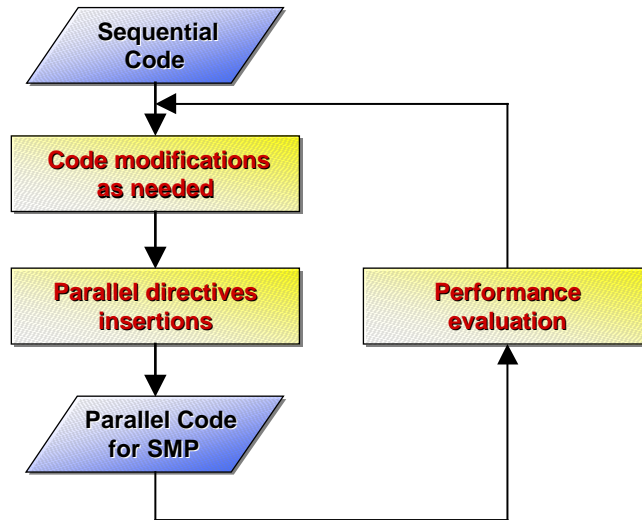 Sequential
Code
Code modifications
as needed
Parallel directives
insertions
Performance
evaluation
Parallel Code
for SMP